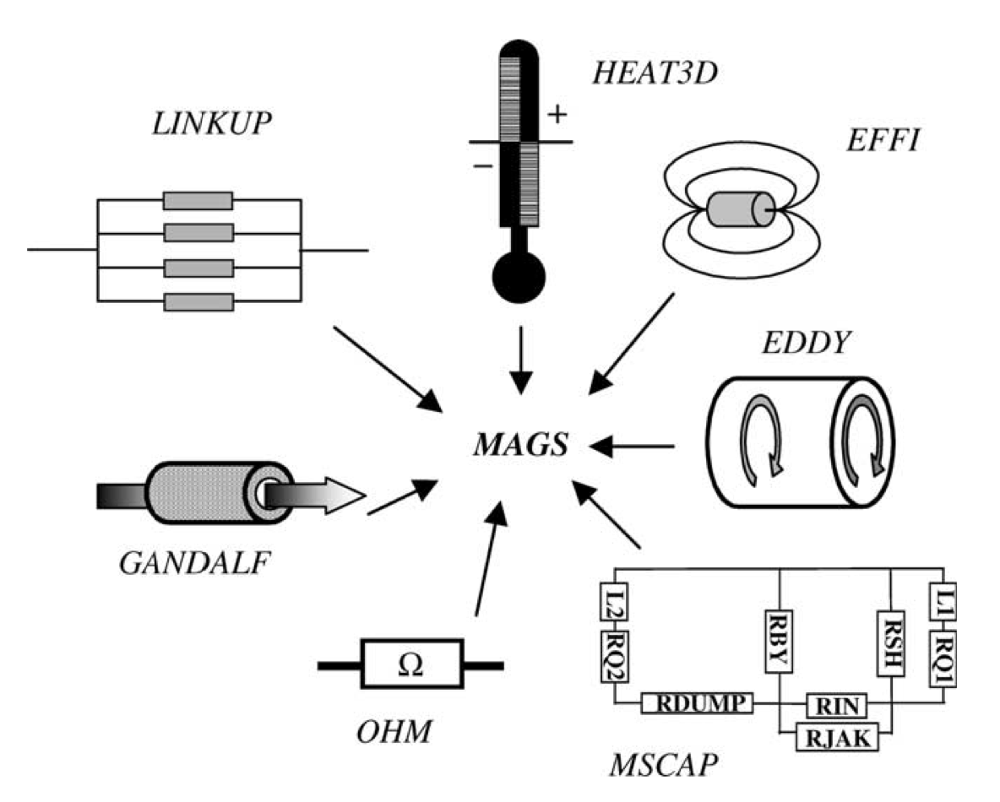 HEAT3D
LINKUP
+
−
EFFI
EDDY
MAGS
GANDALF
L2
RQ2
RBY
RSH
L1
RQ1
RDUMP
RIN
RJAK
Ω
OHM
MSCAP